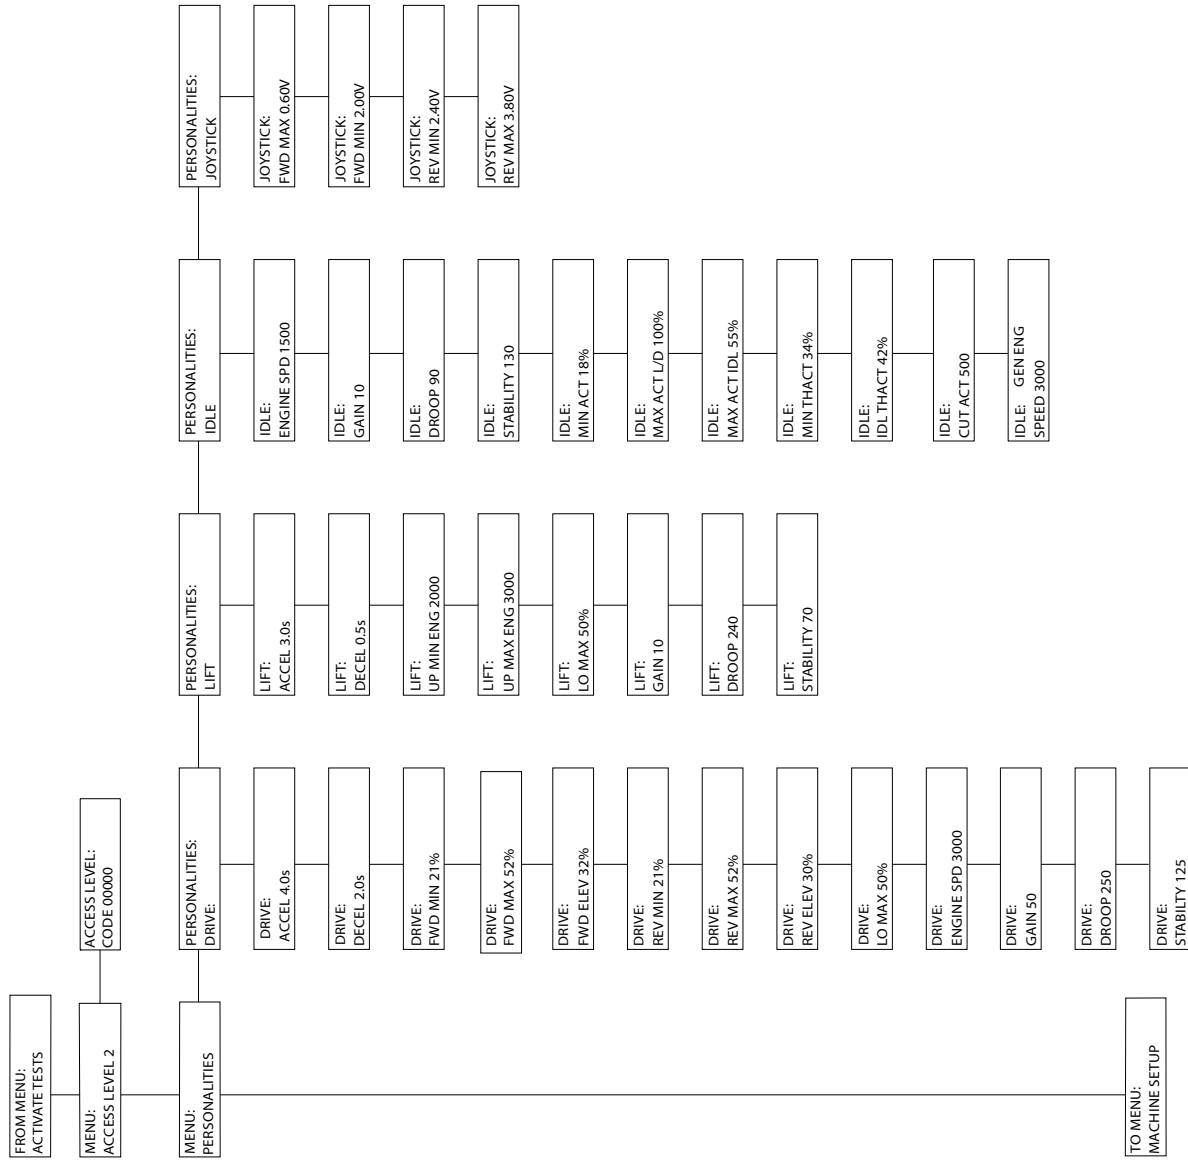 FROM MENU:
ACTIVATE TESTS
MENU:
ACCESS LEVEL 2
ACCESS LEVEL:
CODE 00000
MENU:
PERSONALITIES
PERSONALITIES:
DRIVE:
DRIVE:
ACCEL 4.0s
DRIVE:
DECEL 2.0s
DRIVE:
FWD MIN 21%
DRIVE:
FWD MAX 52%
DRIVE:
FWD ELEV 32%
DRIVE:
REV MIN 21%
DRIVE:
REV MAX 52%
DRIVE:
REV ELEV 30%
DRIVE:
LO MAX 50%
DRIVE:
ENGINE SPD 3000
DRIVE:
GAIN 50
DRIVE:
DROOP 250
DRIVE:
STABILTY 125
PERSONALITIES:
LIFT
LIFT:
ACCEL 3.0s
LIFT:
DECEL 0.5s
LIFT:
UP MIN ENG 2000
LIFT:
UP MAX ENG 3000
LIFT:
LO MAX 50%
LIFT:
GAIN 10
LIFT:
DROOP 240
LIFT:
STABILITY 70
PERSONALITIES:
IDLE
IDLE:
ENGINE SPD 1500
IDLE:
GAIN 10
IDLE:
DROOP 90
IDLE:
STABILITY 130
IDLE:
MIN ACT 18%
IDLE:
MAX ACT L/D 100%
IDLE:
MAX ACT IDL 55%
IDLE:
MIN THACT 34%
IDLE:
IDL THACT 42%
IDLE:
CUT ACT 500
IDLE: GEN ENG
SPEED 3000
PERSONALITIES:
JOYSTICK
JOYSTICK:
FWD MAX 0.60V
JOYSTICK:
FWD MIN 2.00V
JOYSTICK:
REV MIN 2.40V
JOYSTICK:
REV MAX 3.80V
TO MENU:
MACHINE SETUP